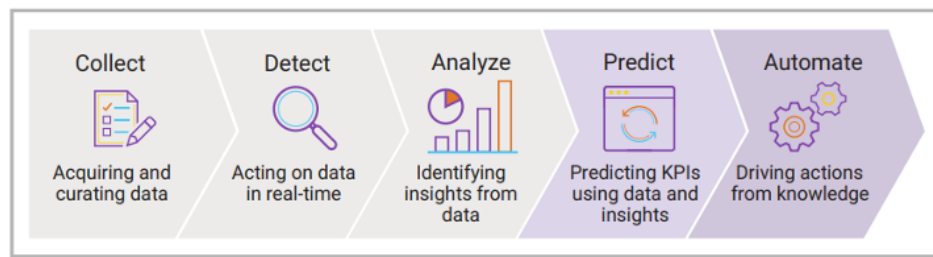 Collect
Acquiring and
curating data
Detect
Acting on data
in real-time
Analyze
Identifying
insights from
data
Predict
Predicting KPIs
using data and
insights
Automate
Driving actions
from knowledge